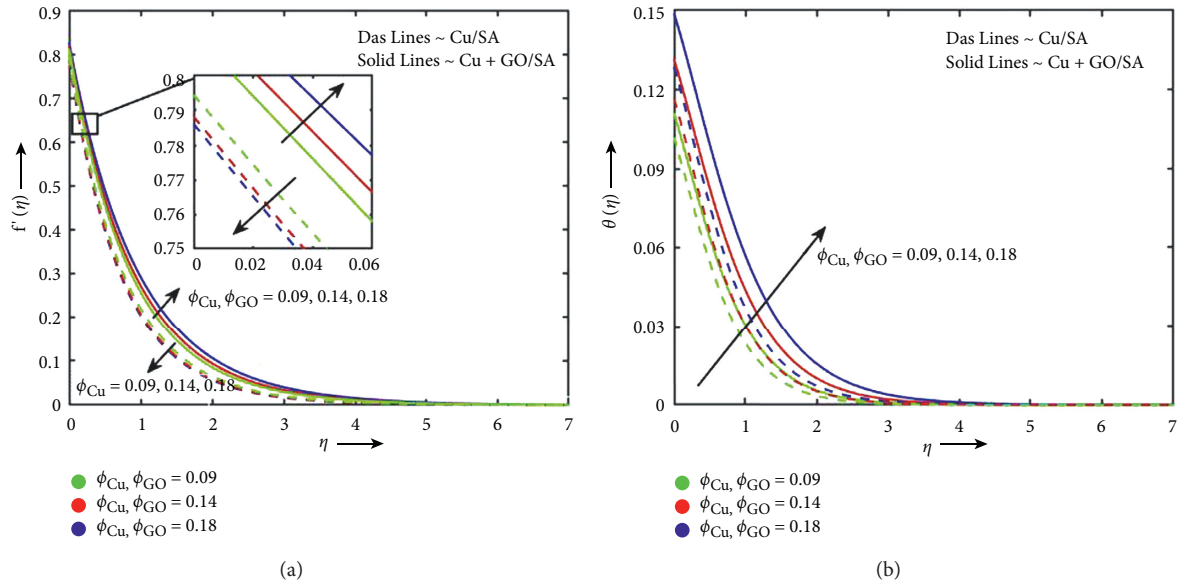 Das Lines ~ Cu/SA
Solid Lines ~ Cu + GO/SA
0.9
0.8
0.7
0.6
0.5
0.4
0.3
0.2
0.1
0
f′ (η)
0.8
0.79
0.78
0.77
0.76
0.75
0 0.02 0.04 0.06
ϕCu, ϕGO = 0.09, 0.14, 0.18
ϕCu = 0.09, 0.14, 0.18
0 1 2 3 4 5 6 7
η
ϕCu, ϕGO = 0.09
ϕCu, ϕGO = 0.14
ϕCu, ϕGO = 0.18
(a)
Das Lines ~ Cu/SA
Solid Lines ~ Cu + GO/SA
0.15
0.12
0.09
0.06
0.03
0
θ (η)
ϕCu, ϕGO = 0.09, 0.14, 0.18
0 1 2 3 4 5 6 7
η
ϕCu, ϕGO = 0.09
ϕCu, ϕGO = 0.14
ϕCu, ϕGO = 0.18
(b)